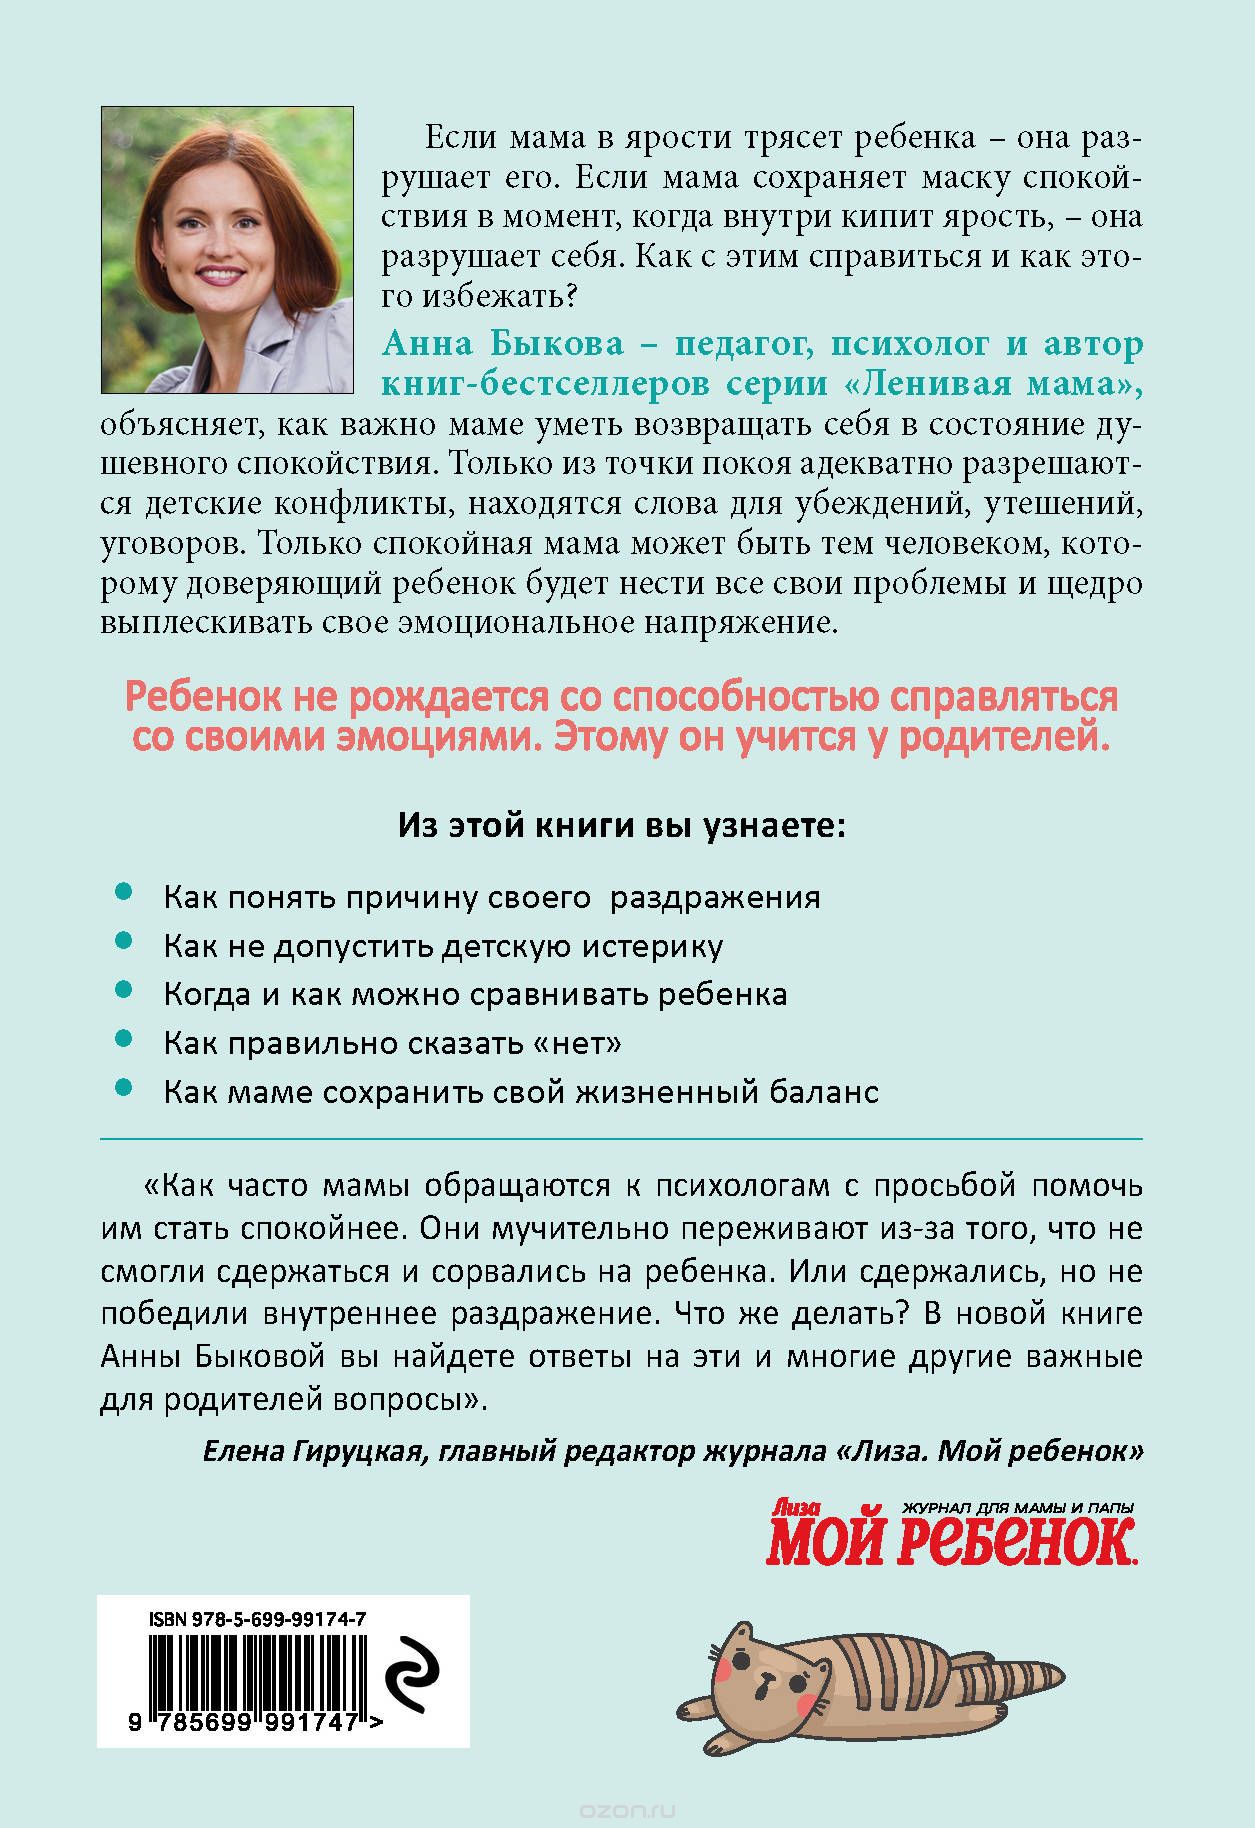 Если мама в ярости трясет ребенка – она раз-
рушает его. Если мама сохраняет маску спокой-
ствия в момент, когда внутри кипит ярость, – она
разрушает себя. Как с этим справиться и как это-
го избежать?
Анна Быкова – педагог, психолог и автор
книг-бестселлеров серии «Ленивая мама»,
объясняет, как важно маме уметь возвращать себя в состояние ду-
шевного спокойствия. Только из точки покоя адекватно разрешают-
ся детские конфликты, находятся слова для убеждений, утешений,
уговоров. Только спокойная мама может быть тем человеком, кото-
рому доверяющий ребенок будет нести все свои проблемы и щедро
выплескивать свое эмоциональное напряжение.
Ребенок не рождается со способностью справляться
со своими эмоциями. Этому он учится у родителей.
Из этой книги вы узнаете:
• Как понять причину своего раздражения
• Как не допустить детскую истерику
• Когда и как можно сравнивать ребенка
• Как правильно сказать «нет»
• Как маме сохранить свой жизненный баланс
«Как часто мамы обращаются к психологам с просьбой помочь
им стать спокойнее. Они мучительно переживают из-за того, что не
смогли сдержаться и сорвались на ребенка. Или сдержались, но не
победили внутреннее раздражение. Что же делать? В новой книге
Анны Быковой вы найдете ответы на эти и многие другие важные
для родителей вопросы».
Елена Гируцкая, главный редактор журнала «Лиза. Мой ребенок»
Лиза ЖУРНАЛ ДЛЯ МАМЫ И ПАПЫ
МОЙ РЕБЕНОК.
ISBN 978-5-699-99174-7
9 785699 991747 >
ozon.ru